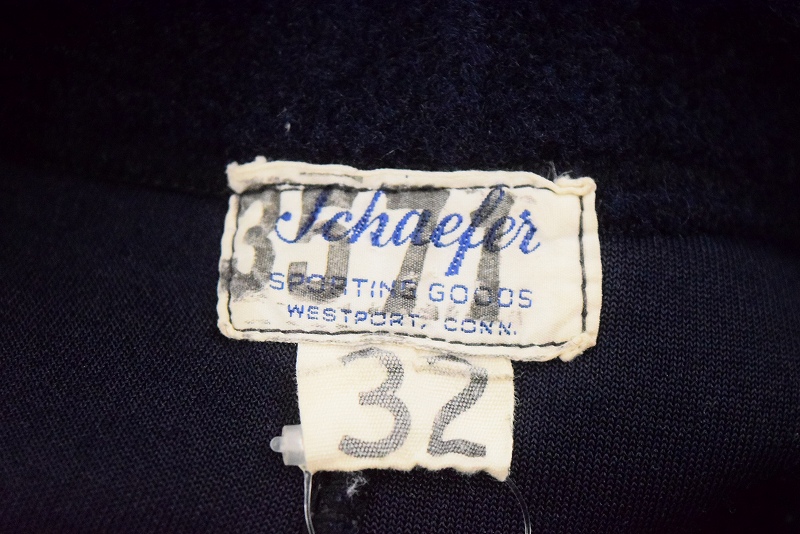 Schaefer
SPORTING GOODS
WESTPORT, CONN.
32